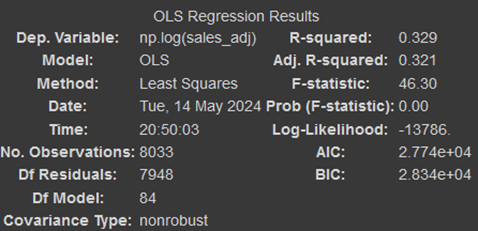 OLS Regression Results
Dep. Variable: np.log(sales_adj) R-squared: 0.329
Model: OLS Adj. R-squared: 0.321
Method: Least Squares F-statistic: 46.30
Date: Tue, 14 May 2024 Prob (F-statistic): 0.00
Time: 20:50:03 Log-Likelihood: -13786.
No. Observations: 8033 AIC: 2.774e+04
Df Residuals: 7948 BIC: 2.834e+04
Df Model: 84
Covariance Type: nonrobust